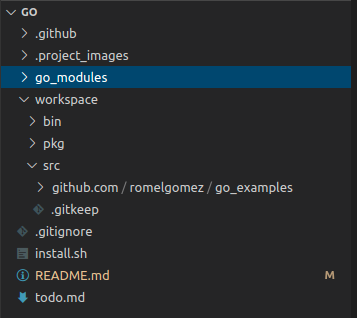 GO
.github
.project_images
go_modules
workspace
bin
pkg
src
github.com / romelgomez / go_examples
.gitkeep
.gitignore
install.sh
README.md M
todo.md